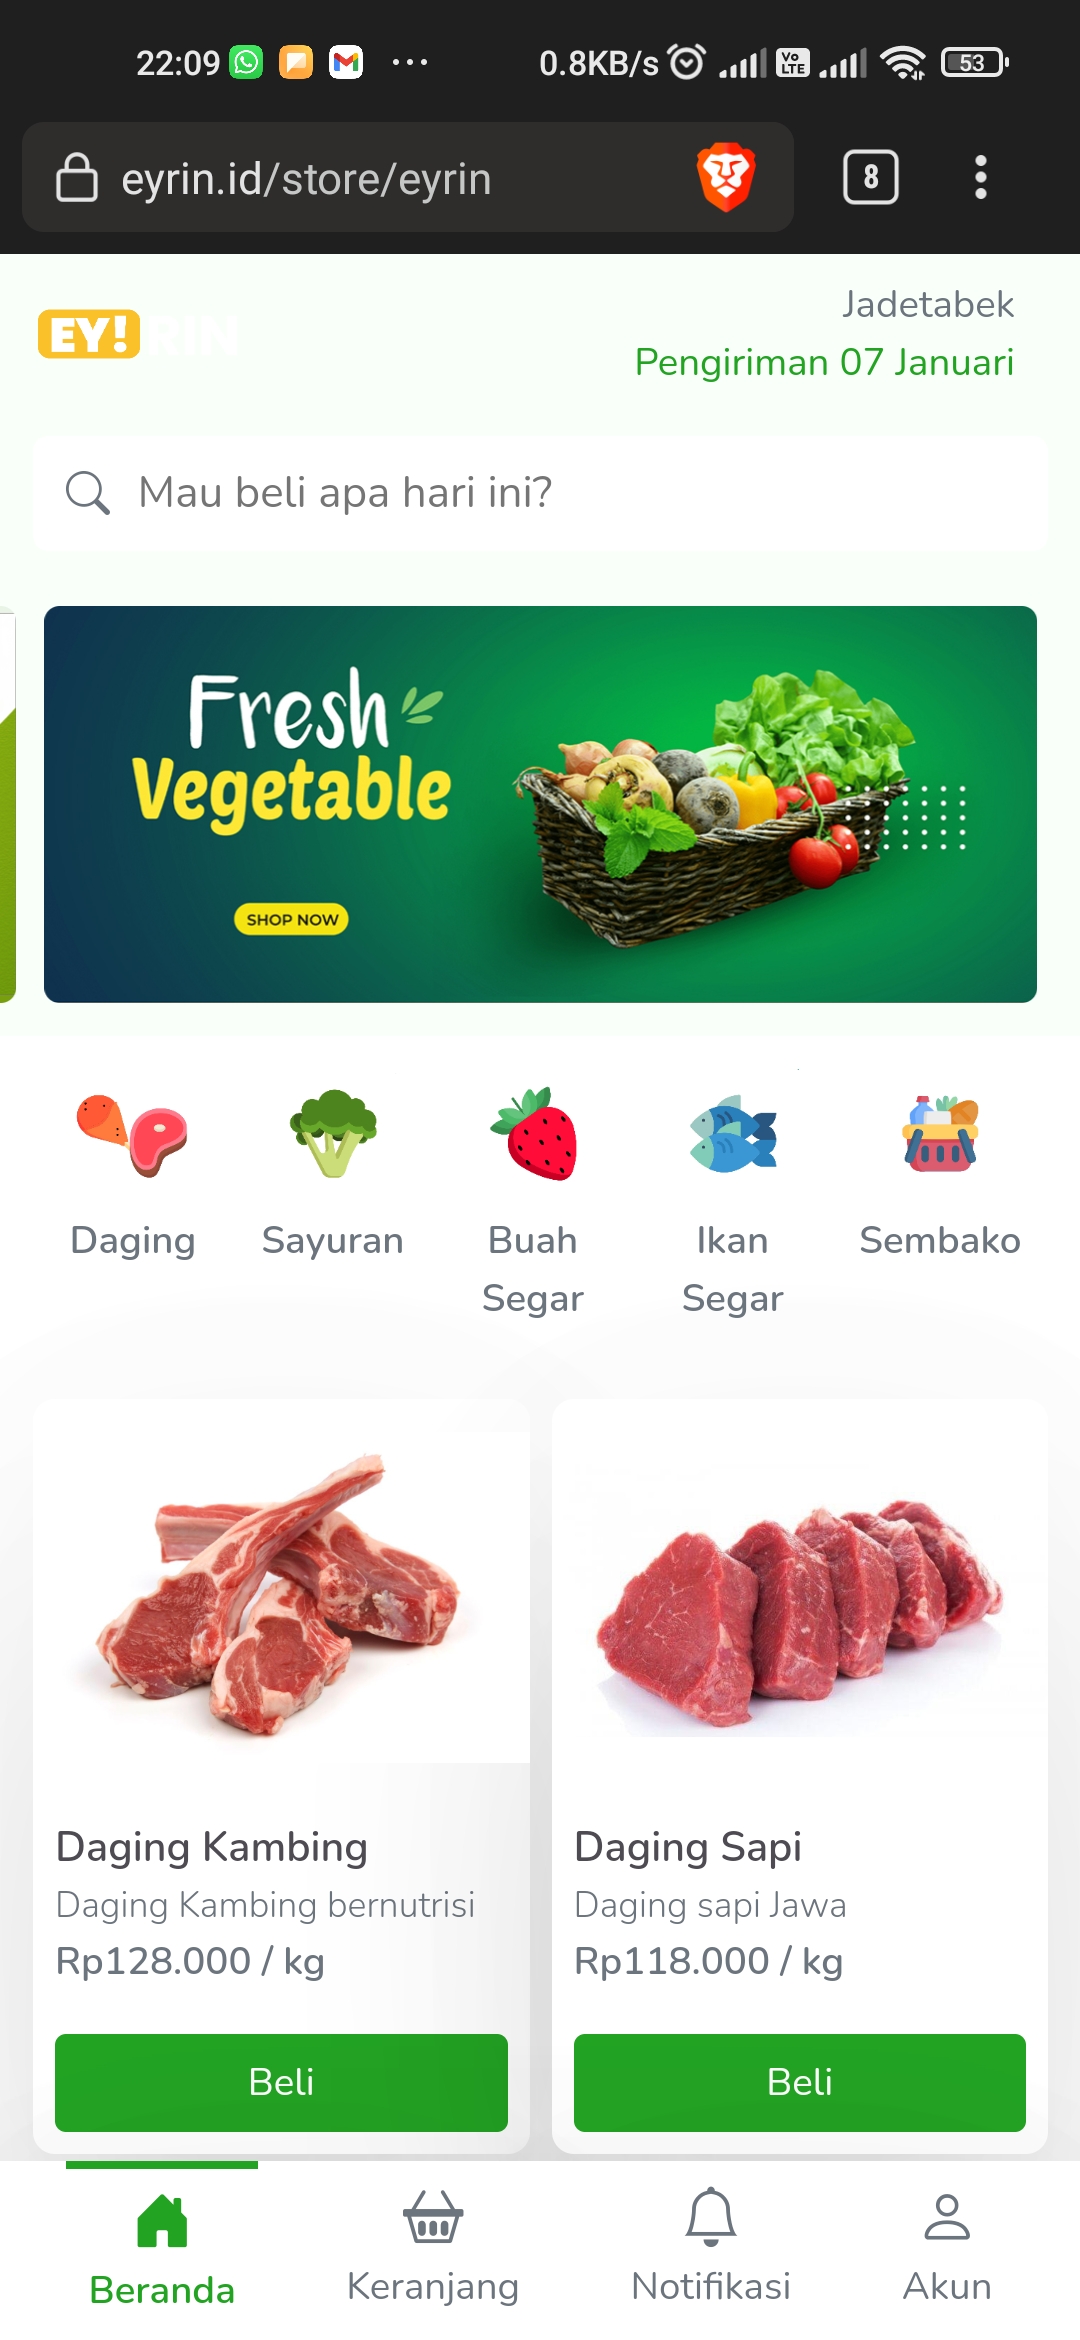 22:09
0.8KB/s
Vo LTE
53
eyrin.id/store/eyrin
8
EY!RIN
Jadetabek
Pengiriman 07 Januari
Mau beli apa hari ini?
Fresh
Vegetable
SHOP NOW
Daging
Sayuran
Buah
Segar
Ikan
Segar
Sembako
Daging Kambing
Daging Kambing bernutrisi
Rp128.000 / kg
Beli
Daging Sapi
Daging sapi Jawa
Rp118.000 / kg
Beli
Beranda
Keranjang
Notifikasi
Akun